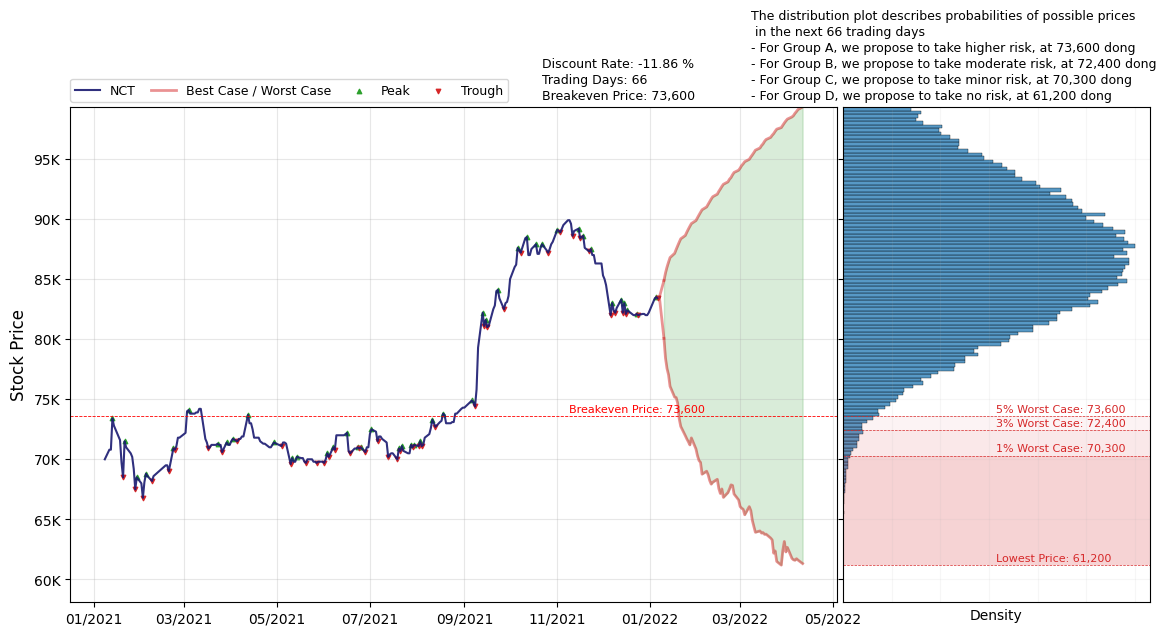 The distribution plot describes probabilities of possible prices
in the next 66 trading days
- For Group A, we propose to take higher risk, at 73,600 dong
- For Group B, we propose to take moderate risk, at 72,400 dong
- For Group C, we propose to take minor risk, at 70,300 dong
- For Group D, we propose to take no risk, at 61,200 dong
Discount Rate: -11.86 %
Trading Days: 66
Breakeven Price: 73,600
NCT Best Case / Worst Case Peak Trough
Stock Price
95K
90K
85K
80K
75K
70K
65K
60K
Breakeven Price: 73,600
5% Worst Case: 73,600
3% Worst Case: 72,400
1% Worst Case: 70,300
Lowest Price: 61,200
01/2021 03/2021 05/2021 07/2021 09/2021 11/2021 01/2022 03/2022 05/2022
Density